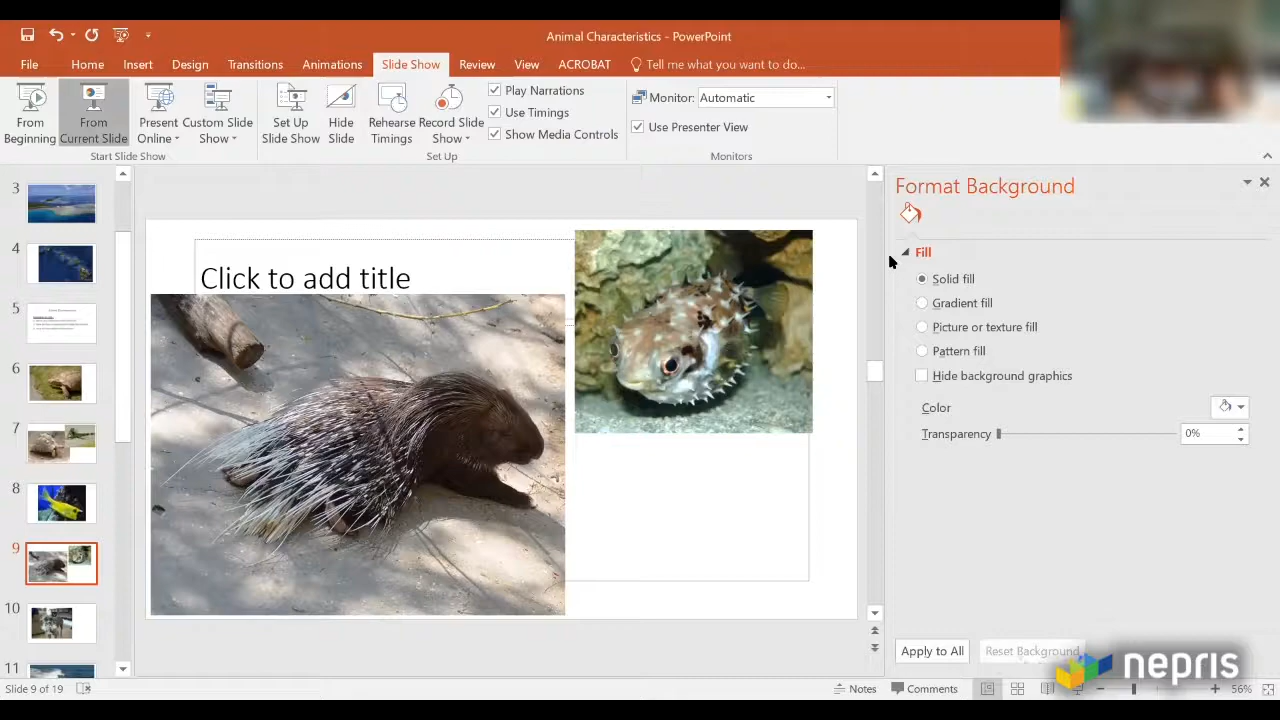 Animal Characteristics - PowerPoint
File Home Insert Design Transitions Animations Slide Show Review View ACROBAT Tell me what you want to do...
From Beginning
From Current Slide
Present Online
Custom Slide Show
Start Slide Show
Set Up Slide Show
Hide Slide
Rehearse Timings
Record Slide Show
Play Narrations
Use Timings
Show Media Controls
Set Up
Monitor: Automatic
Use Presenter View
Monitors
3
4
5
6
7
8
9
10
11
Click to add title
Format Background
Fill
Solid fill
Gradient fill
Picture or texture fill
Pattern fill
Hide background graphics
Color
Transparency 0%
Apply to All Reset Background
nepris
Slide 9 of 19 Notes Comments 56%